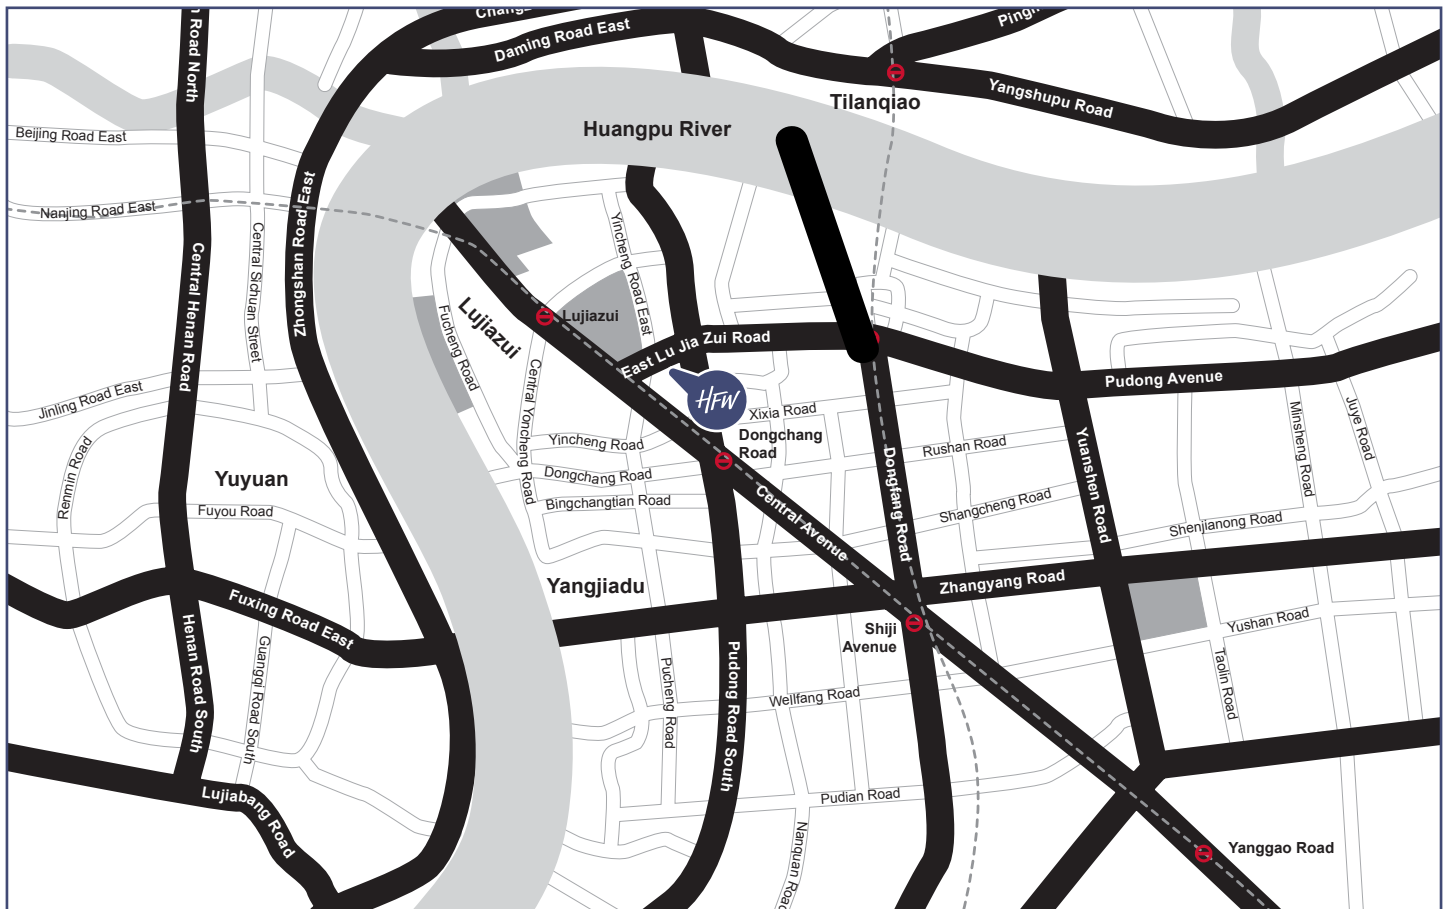 Road North
Daming Road East
Tilanqiao
Yangshupu Road
Huangpu River
Beijing Road East
Nanjing Road East
Central Sichuan Street
Zhongshan Road East
Central Henan Road
Yincheng Road East
Fucheng Road
Lujiazui
Lujiazui
East Lu Jia Zui Road
Pudong Avenue
HFW
Jinling Road East
Renmin Road
Central Yoncheng Road
Xixia Road
Dongchang
Road
Yincheng Road
Dongchang Road
Bingchangtian Road
Rushan Road
Minsheng Road
Juye Road
Yuyuan
Fuyou Road
Central Avenue
Dongfang Road
Shangcheng Road
Yuanshen Road
Shenjianong Road
Yangjiadu
Zhangyang Road
Fuxing Road East
Henan Road South
Guangqi Road South
Shiji
Avenue
Yushan Road
Taolin Road
Pucheng Road
Pudong Road South
Wellfang Road
Lujiabang Road
Pudian Road
Nanquan Road
Yanggao Road